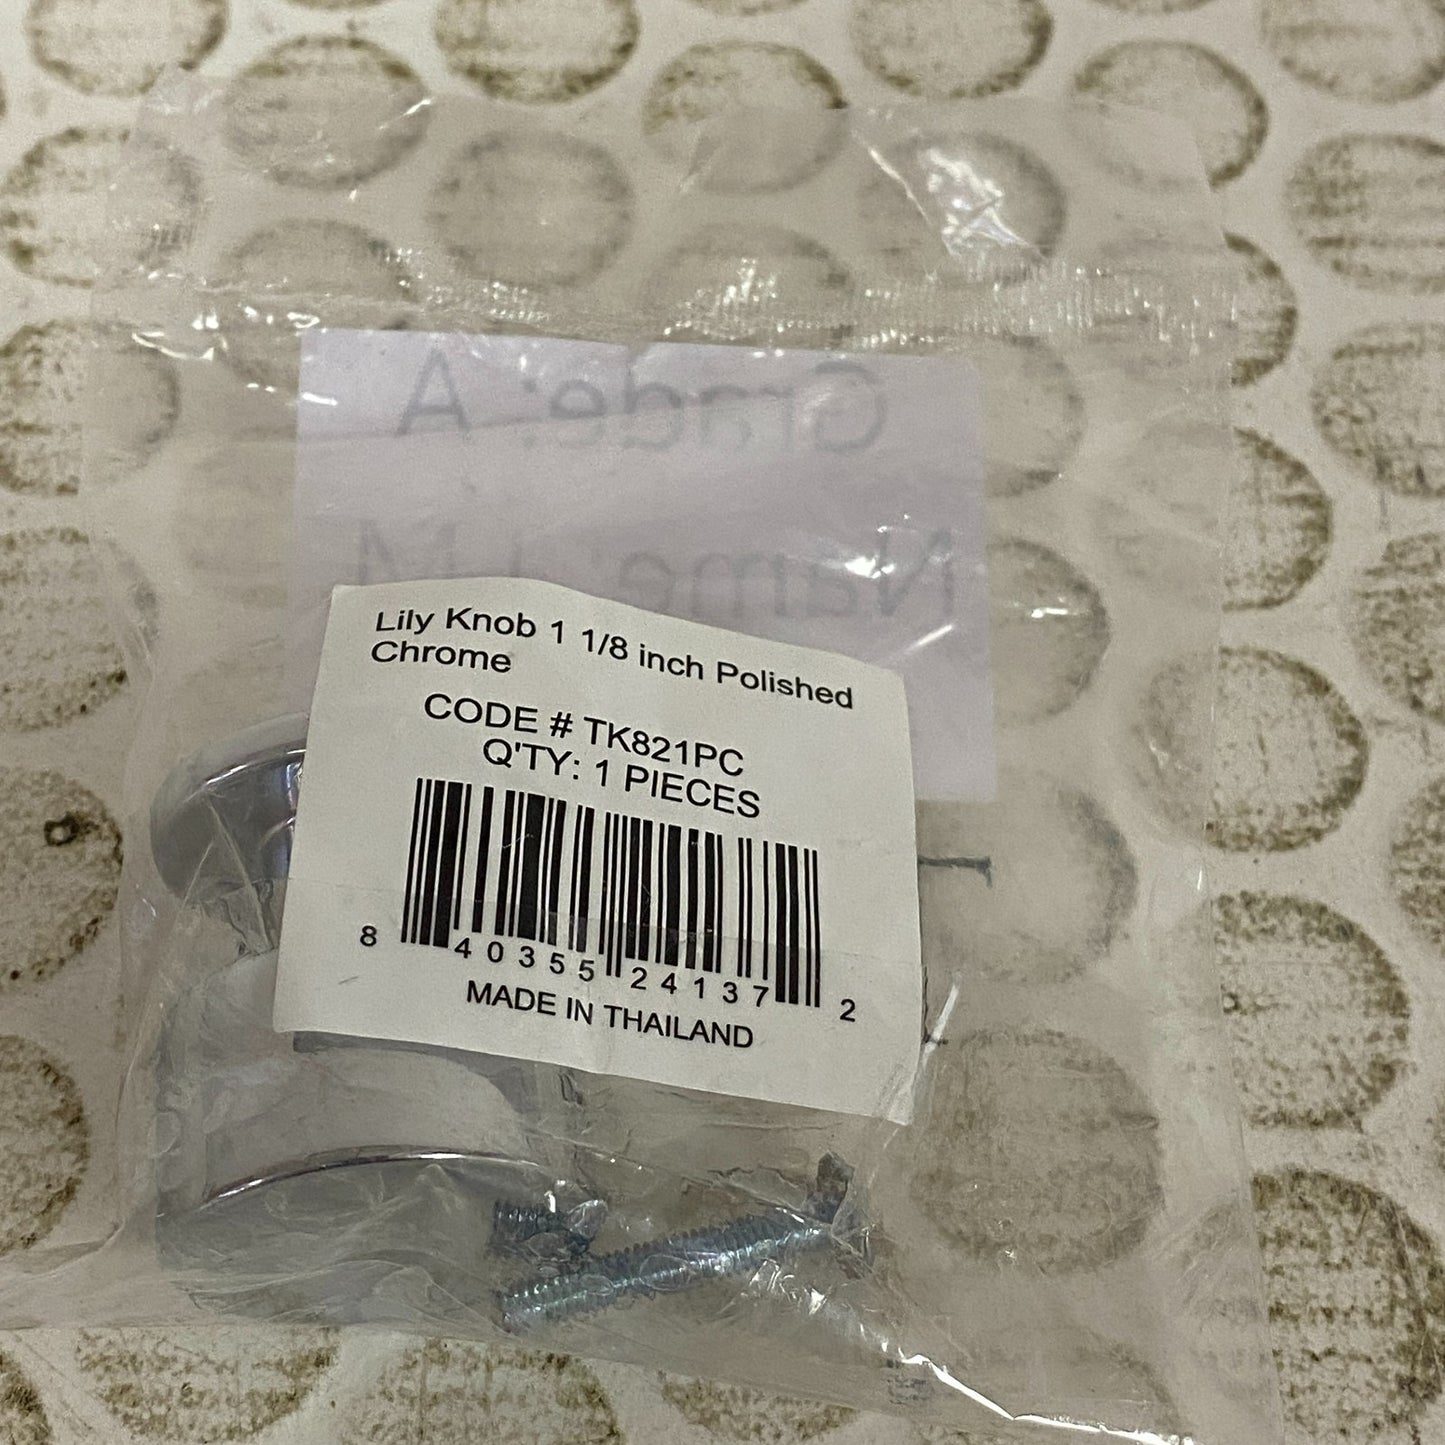 Grade: A
Name:
Lily Knob 1 1/8 inch Polished
Chrome
CODE # TK821PC
Q'TY: 1 PIECES
8 40355 24137 2
MADE IN THAILAND